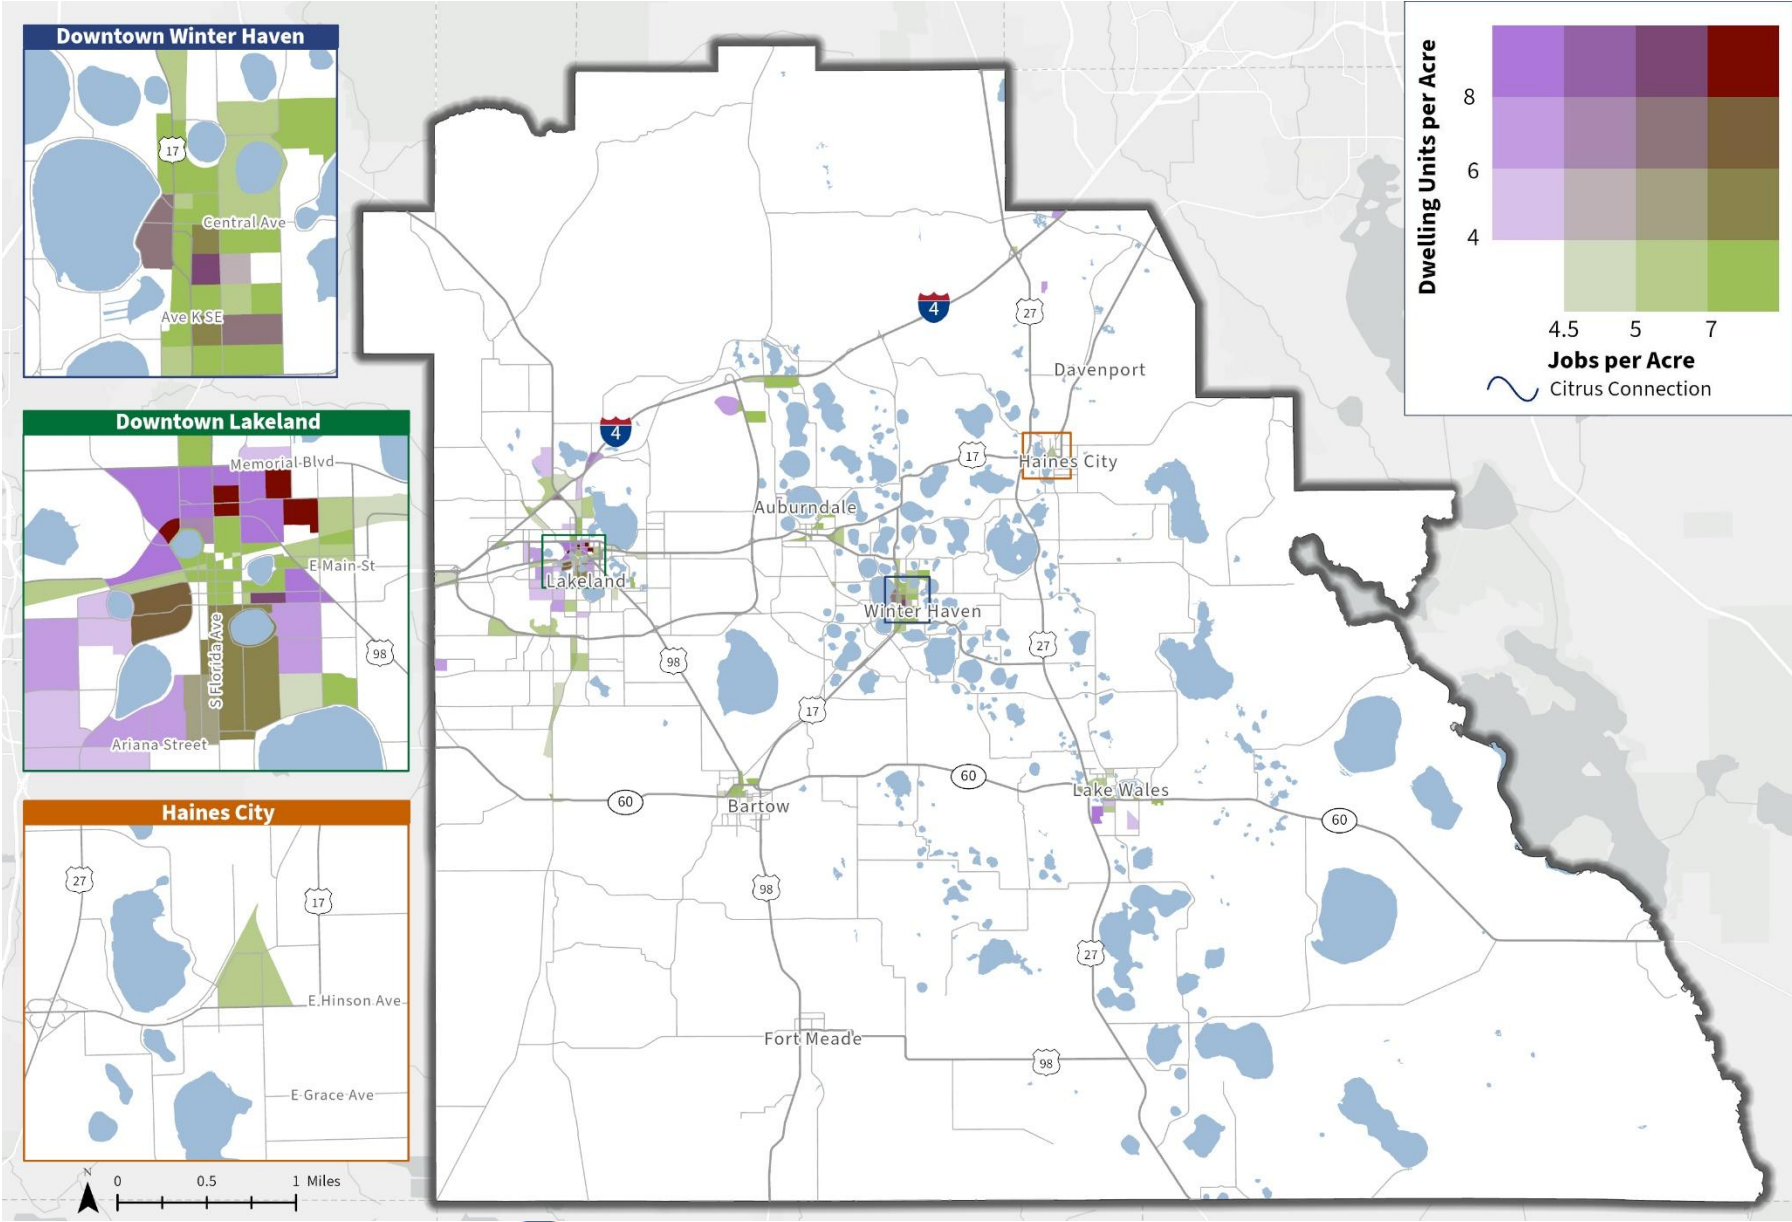 Downtown Winter Haven
17
Central Ave
Ave K SE
Downtown Lakeland
Memorial Blvd
E Main St
S Florida Ave
98
Ariana Street
Haines City
27
17
E Hinson Ave
E Grace Ave
N
0 0.5 1 Miles
4
27
Davenport
4
17
Haines City
Auburndale
Lakeland
Winter Haven
98
27
17
60
Lake Wales
60
Bartow
60
98
27
Fort Meade
98
Dwelling Units per Acre
8
6
4
4.5 5 7
Jobs per Acre
Citrus Connection